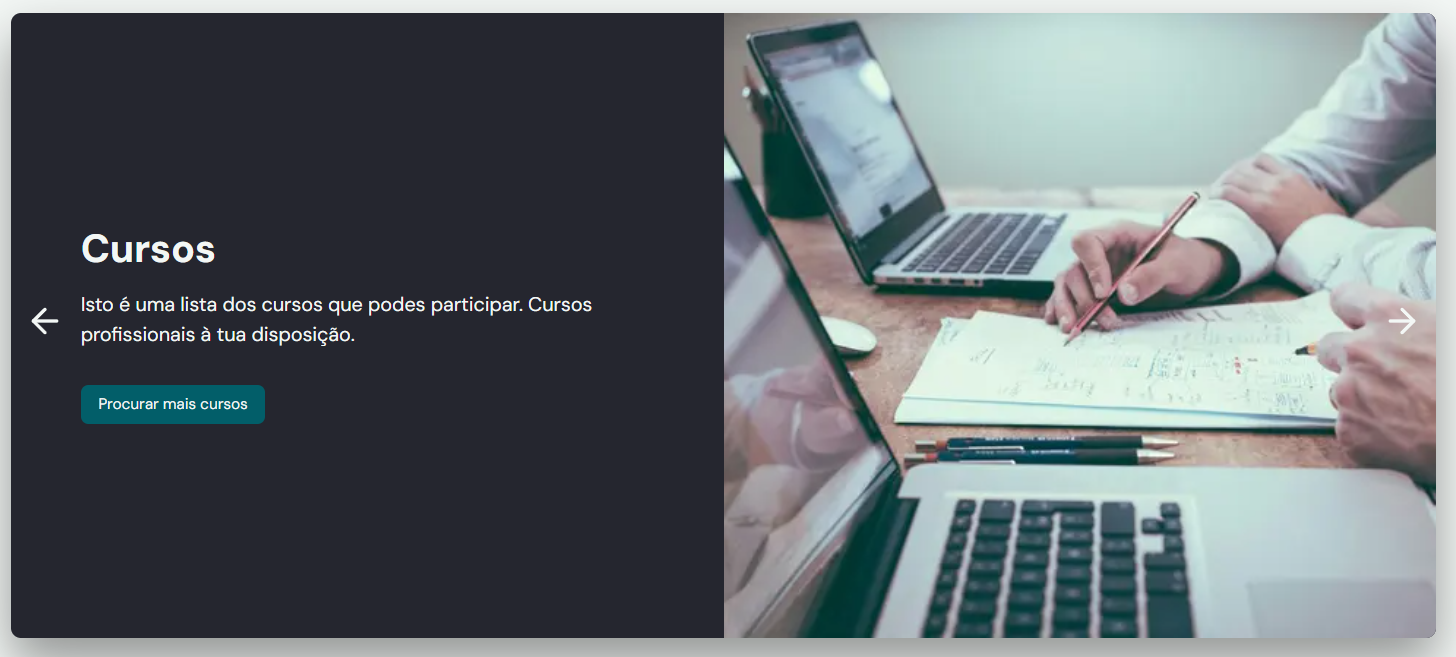 Cursos
Isto é uma lista dos cursos que podes participar. Cursos
profissionais à tua disposição.
Procurar mais cursos